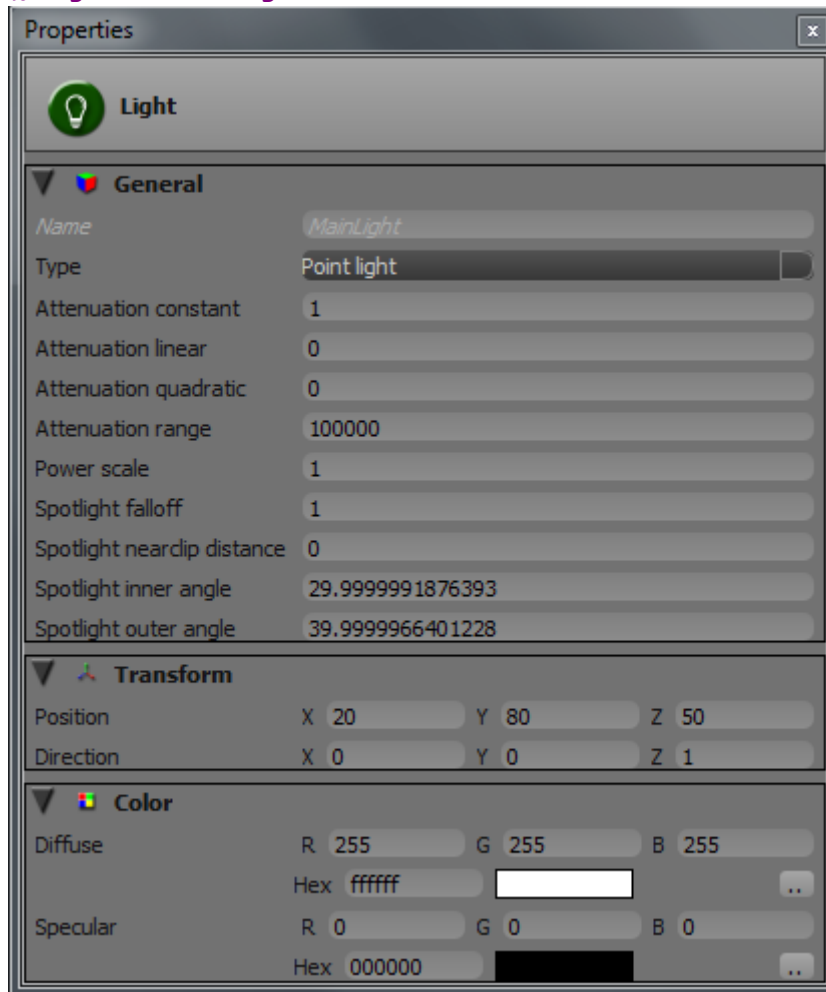 Properties x
Light
General
Name MainLight
Type Point light
Attenuation constant 1
Attenuation linear 0
Attenuation quadratic 0
Attenuation range 100000
Power scale 1
Spotlight falloff 1
Spotlight nearclip distance 0
Spotlight inner angle 29.9999991876393
Spotlight outer angle 39.9999966401228
Transform
Position X 20 Y 80 Z 50
Direction X 0 Y 0 Z 1
Color
Diffuse R 255 G 255 B 255
Hex ffffff ..
Specular R 0 G 0 B 0
Hex 000000 ..